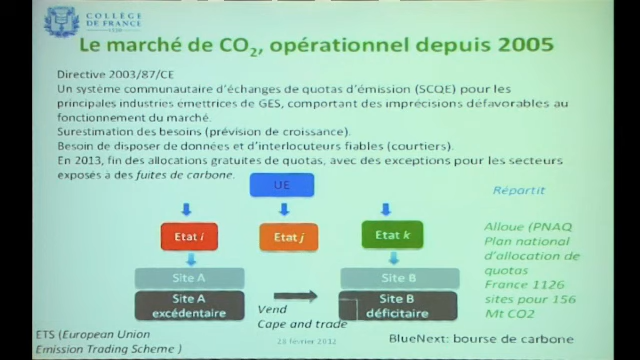 COLLÈGE
DE FRANCE
1530
Le marché de CO2, opérationnel depuis 2005
Directive 2003/87/CE
Un système communautaire d'échanges de quotas d'émission (SCQE) pour les
principales industries émettrices de GES, comportant des imprécisions défavorables au
fonctionnement du marché.
Surestimation des besoins (prévision de croissance).
Besoin de disposer de données et d'interlocuteurs fiables (courtiers).
En 2013, fin des allocations gratuites de quotas, avec des exceptions pour les secteurs
exposés à des fuites de carbone.
UE
Répartit
Etat i
Etat j
Etat k
Alloue (PNAQ
Plan national
d'allocation de
quotas
France 1126
sites pour 156
Mt CO2
Site A
Site B
Site A
excédentaire
Site B
déficitaire
Vend
Cape and trade
ETS (European Union
Emission Trading Scheme )
28 février 2012
BlueNext: bourse de carbone